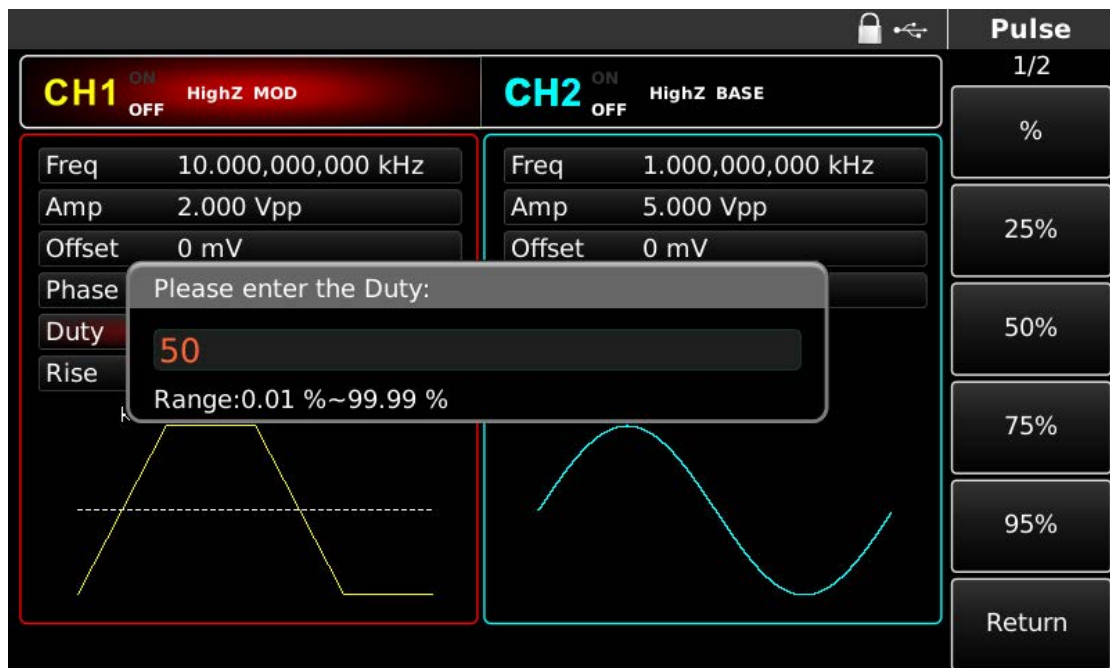 Pulse
1/2
CH1 ON OFF HighZ MOD
CH2 ON OFF HighZ BASE
Freq 10.000,000,000 kHz
Amp 2.000 Vpp
Offset 0 mV
Phase
Duty
Rise
Freq 1.000,000,000 kHz
Amp 5.000 Vpp
Offset 0 mV
Please enter the Duty:
50
Range:0.01 %~99.99 %
%
25%
50%
75%
95%
Return